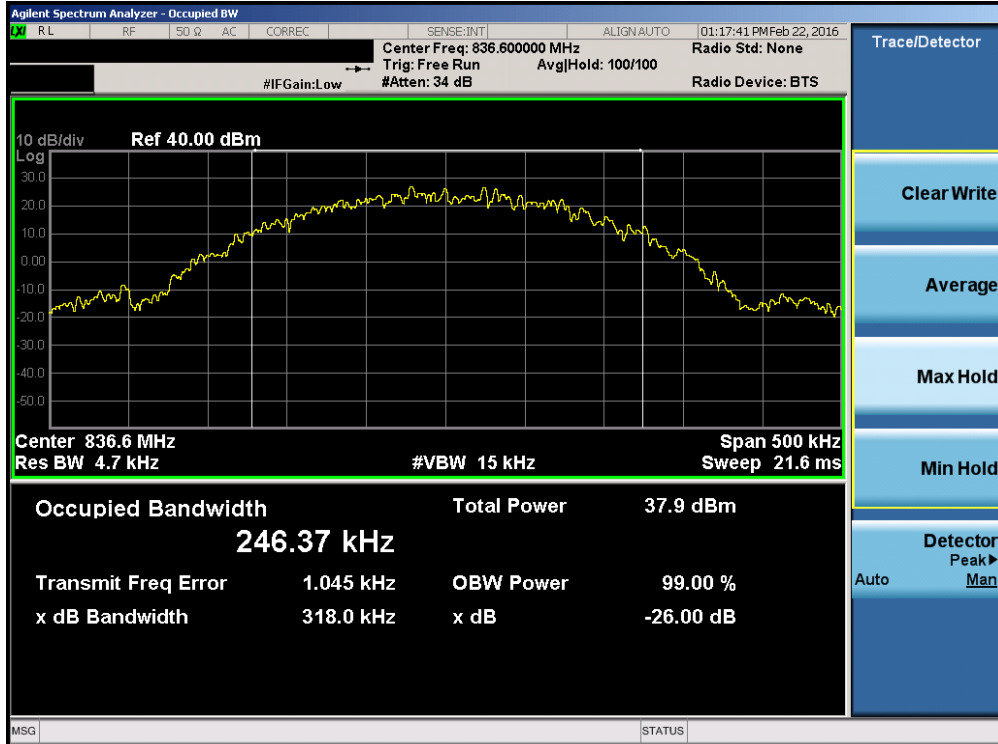 Agilent Spectrum Analyzer - Occupied BW
LXI RL RF 50 Ω AC CORREC SENSE:INT ALIGN AUTO 01:17:41 PM Feb 22, 2016
Center Freq: 836.600000 MHz Radio Std: None
Trig: Free Run Avg|Hold: 100/100
#IFGain:Low #Atten: 34 dB Radio Device: BTS
Trace/Detector
10 dB/div Ref 40.00 dBm
Log
30.0
20.0
10.0
0.00
-10.0
-20.0
-30.0
-40.0
-50.0
Center 836.6 MHz Span 500 kHz
Res BW 4.7 kHz #VBW 15 kHz Sweep 21.6 ms
Occupied Bandwidth Total Power 37.9 dBm
246.37 kHz
Transmit Freq Error 1.045 kHz OBW Power 99.00 %
x dB Bandwidth 318.0 kHz x dB -26.00 dB
Clear Write
Average
Max Hold
Min Hold
Detector
Peak▶
Auto Man
MSG STATUS